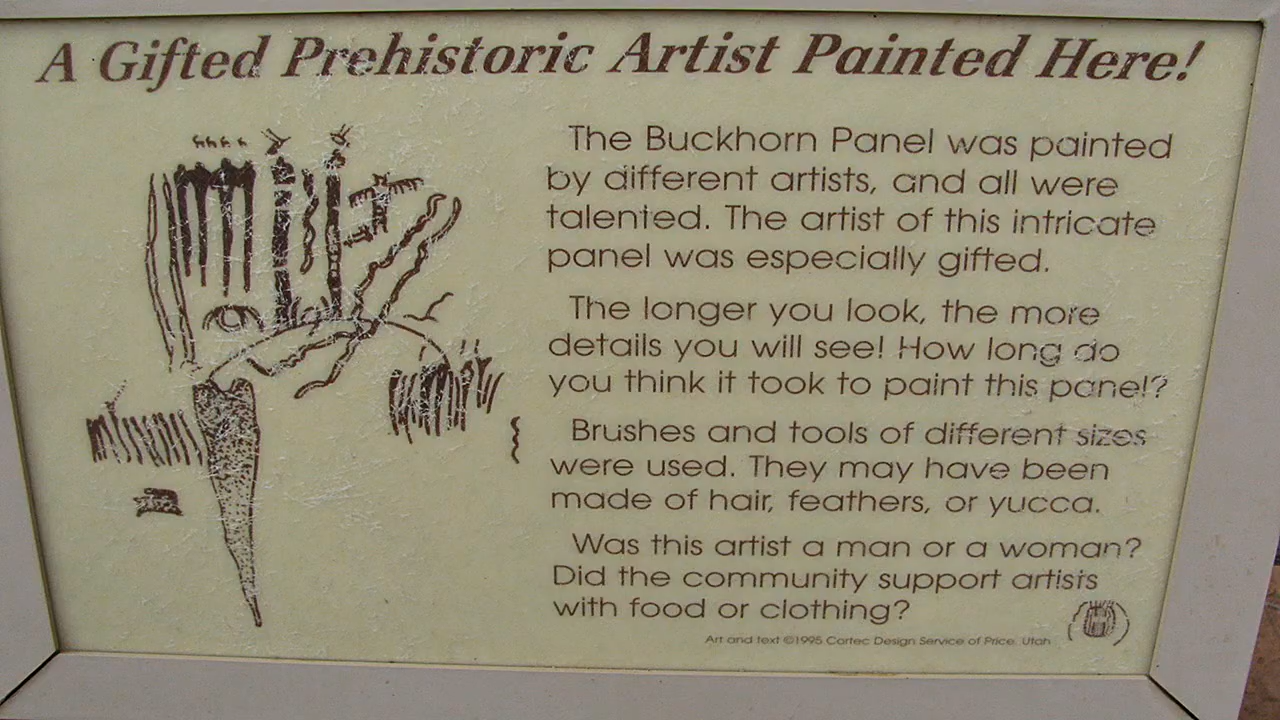 A Gifted Prehistoric Artist Painted Here!
The Buckhorn Panel was painted
by different artists, and all were
talented. The artist of this intricate
panel was especially gifted.
The longer you look, the more
details you will see! How long do
you think it took to paint this panel?
Brushes and tools of different sizes
were used. They may have been
made of hair, feathers, or yucca.
Was this artist a man or a woman?
Did the community support artists
with food or clothing?
Art and text ©1995 Cartec Design Service of Price, Utah